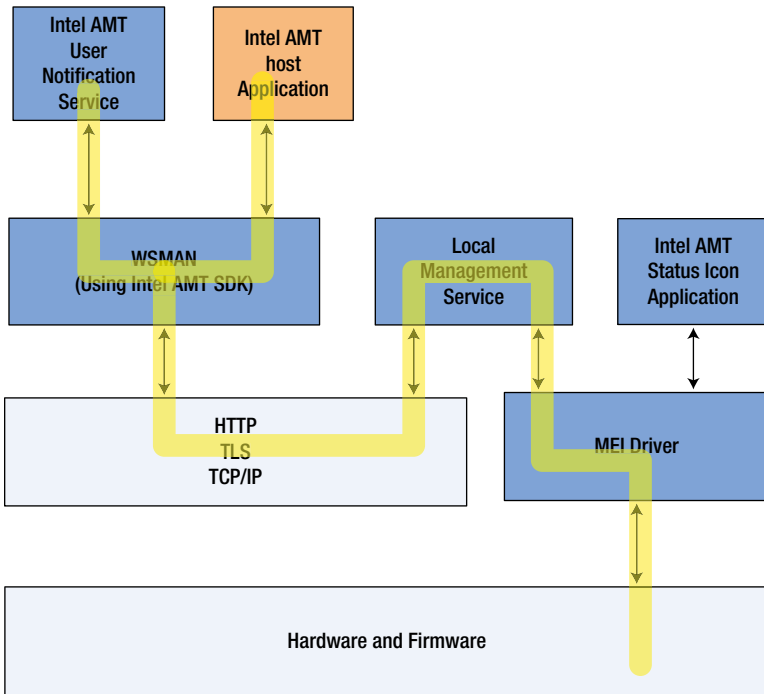 Intel AMT
User
Notification
Service
Intel AMT
host
Application
WSMAN
(Using Intel AMT SDK)
Local
Management
Service
Intel AMT
Status Icon
Application
HTTP
TLS
TCP/IP
MEI Driver
Hardware and Firmware